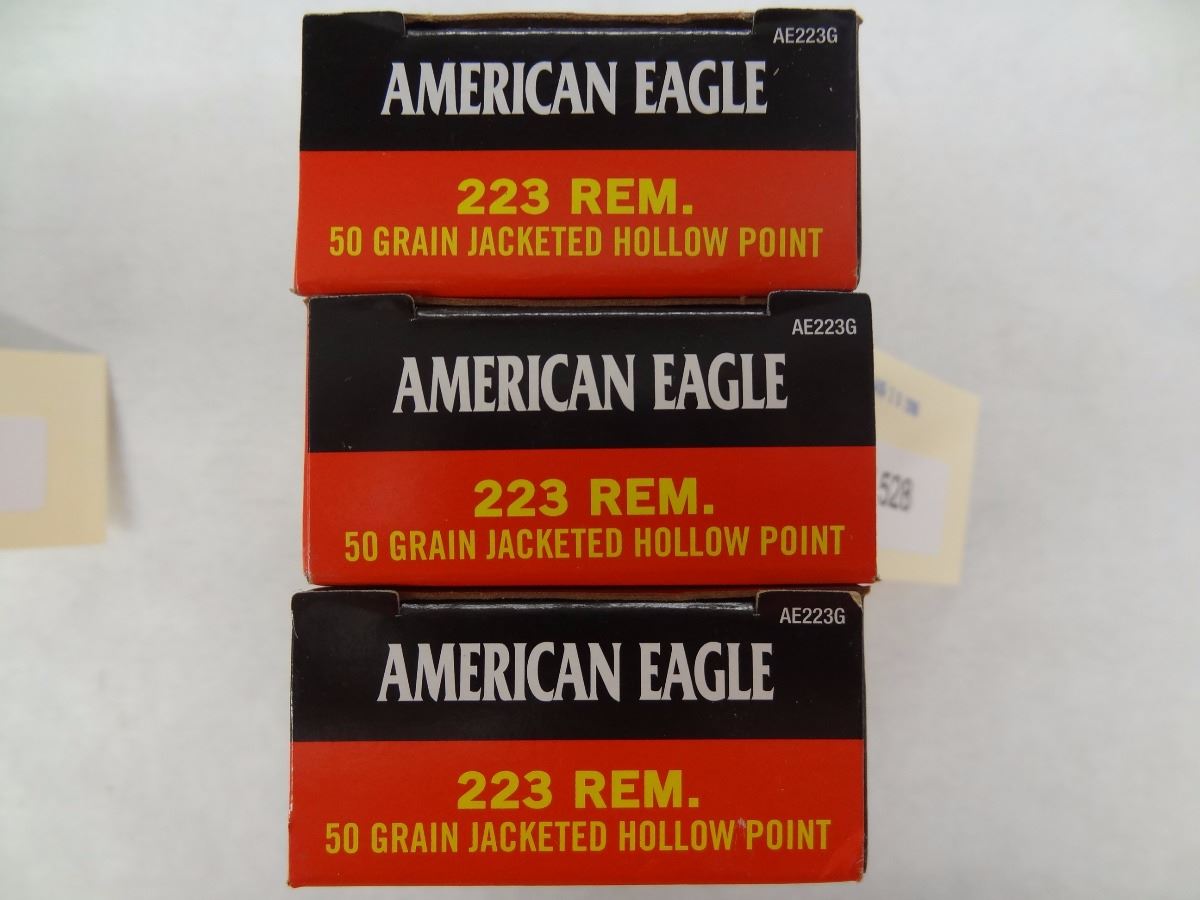 AE223G
AMERICAN EAGLE
223 REM.
50 GRAIN JACKETED HOLLOW POINT
AE223G
AMERICAN EAGLE
223 REM.
50 GRAIN JACKETED HOLLOW POINT
528
AE223G
AMERICAN EAGLE
223 REM.
50 GRAIN JACKETED HOLLOW POINT